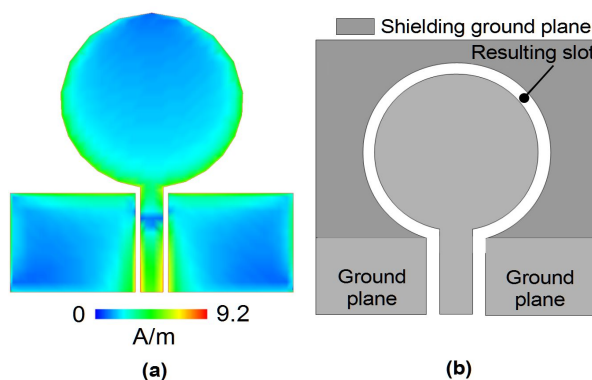 0
9.2
A/m
(a)
Shielding ground plane
Resulting slot
Ground
plane
Ground
plane
(b)